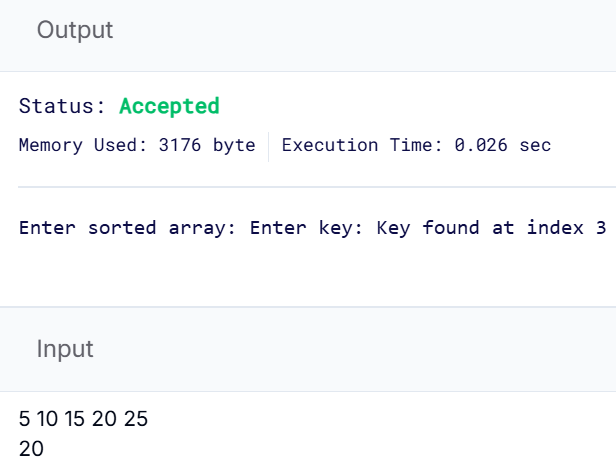 Output
Status: Accepted
Memory Used: 3176 byte Execution Time: 0.026 sec
Enter sorted array: Enter key: Key found at index 3
Input
5 10 15 20 25
20